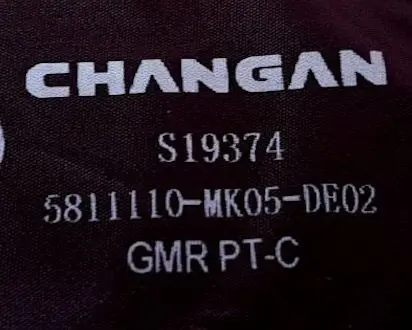 CHANGAN
S19374
5811110-MK05-DE02
GMR PT-C